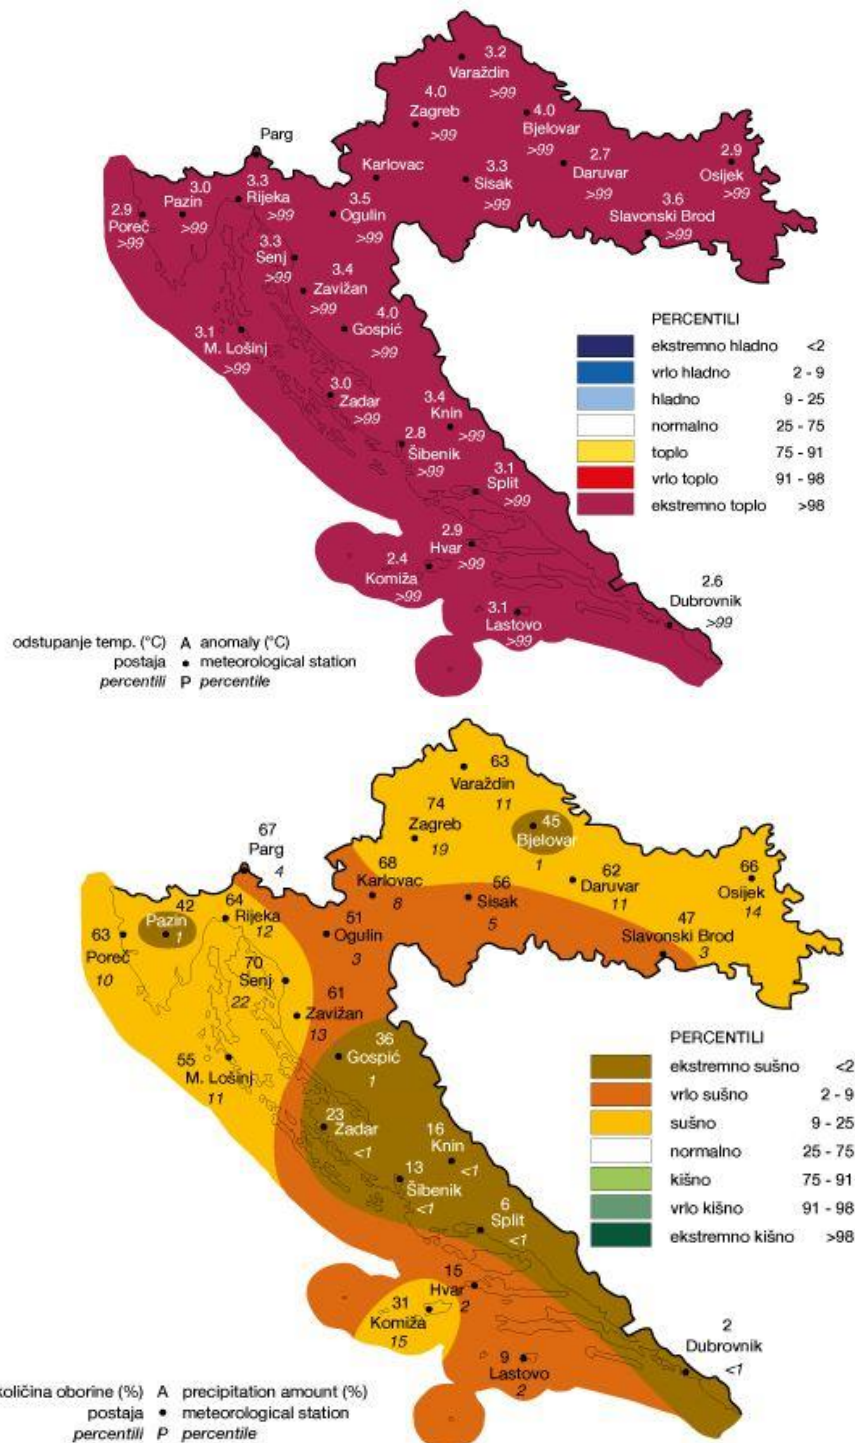 3.2
Varaždin
>99
4.0
Zagreb
>99
4.0
Bjelovar
>99
Parg
Karlovac
3.3
Sisak
>99
2.7
Daruvar
>99
2.9
Osijek
>99
3.0
Pazin
>99
3.3
Rijeka
>99
3.5
Ogulin
>99
3.6
Slavonski Brod
>99
2.9
Poreč
>99
3.3
Senj
>99
3.4
Zavižan
>99
3.1
M. Lošinj
>99
4.0
Gospić
>99
3.0
Zadar
>99
3.4
Knin
>99
2.8
Šibenik
>99
3.1
Split
>99
2.9
Hvar
>99
2.4
Komiža
>99
3.1
Lastovo
>99
2.6
Dubrovnik
>99
PERCENTILI
ekstremno hladno <2
vrlo hladno 2 - 9
hladno 9 - 25
normalno 25 - 75
toplo 75 - 91
vrlo toplo 91 - 98
ekstremno toplo >98
odstupanje temp. (°C) A anomaly (°C)
postaja • meteorological station
percentili P percentile
63
Varaždin
11
74
Zagreb
19
45
Bjelovar
1
67
Parg
4
68
Karlovac
8
56
Sisak
5
62
Daruvar
11
66
Osijek
14
42
Pazin
1
64
Rijeka
12
51
Ogulin
3
47
Slavonski Brod
3
63
Poreč
10
70
Senj
22
61
Zavižan
13
55
M. Lošinj
11
36
Gospić
1
23
Zadar
<1
16
Knin
<1
13
Šibenik
<1
6
Split
<1
15
Hvar
2
31
Komiža
15
9
Lastovo
2
2
Dubrovnik
<1
PERCENTILI
ekstremno sušno <2
vrlo sušno 2 - 9
sušno 9 - 25
normalno 25 - 75
kišno 75 - 91
vrlo kišno 91 - 98
ekstremno kišno >98
količina oborine (%) A precipitation amount (%)
postaja • meteorological station
percentili P percentile